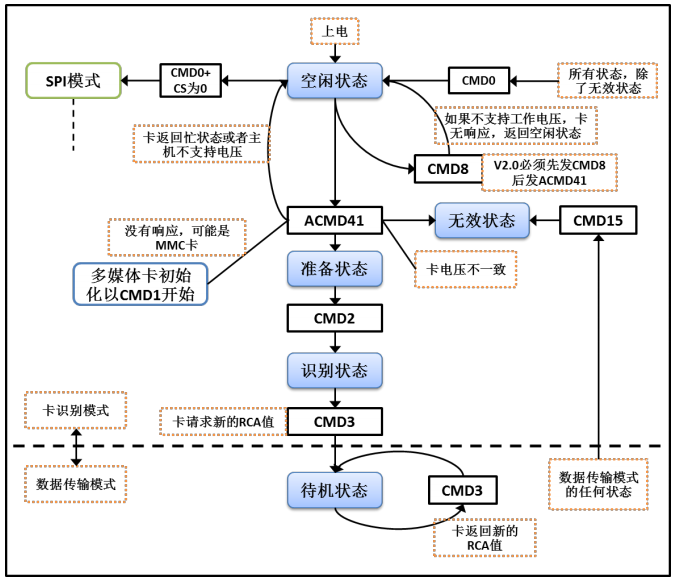 上电
SPI模式
CMD0+
CS为0
空闲状态
CMD0
所有状态，除
了无效状态
卡返回忙状态或者主
机不支持电压
如果不支持工作电压，卡
无响应，返回空闲状态
CMD8
V2.0必须先发CMD8
后发ACMD41
没有响应，可能是
MMC卡
ACMD41
无效状态
CMD15
多媒体卡初始
化以CMD1开始
准备状态
卡电压不一致
CMD2
识别状态
卡识别模式
卡请求新的RCA值
CMD3
数据传输模式
待机状态
CMD3
数据传输模式
的任何状态
卡返回新的
RCA值